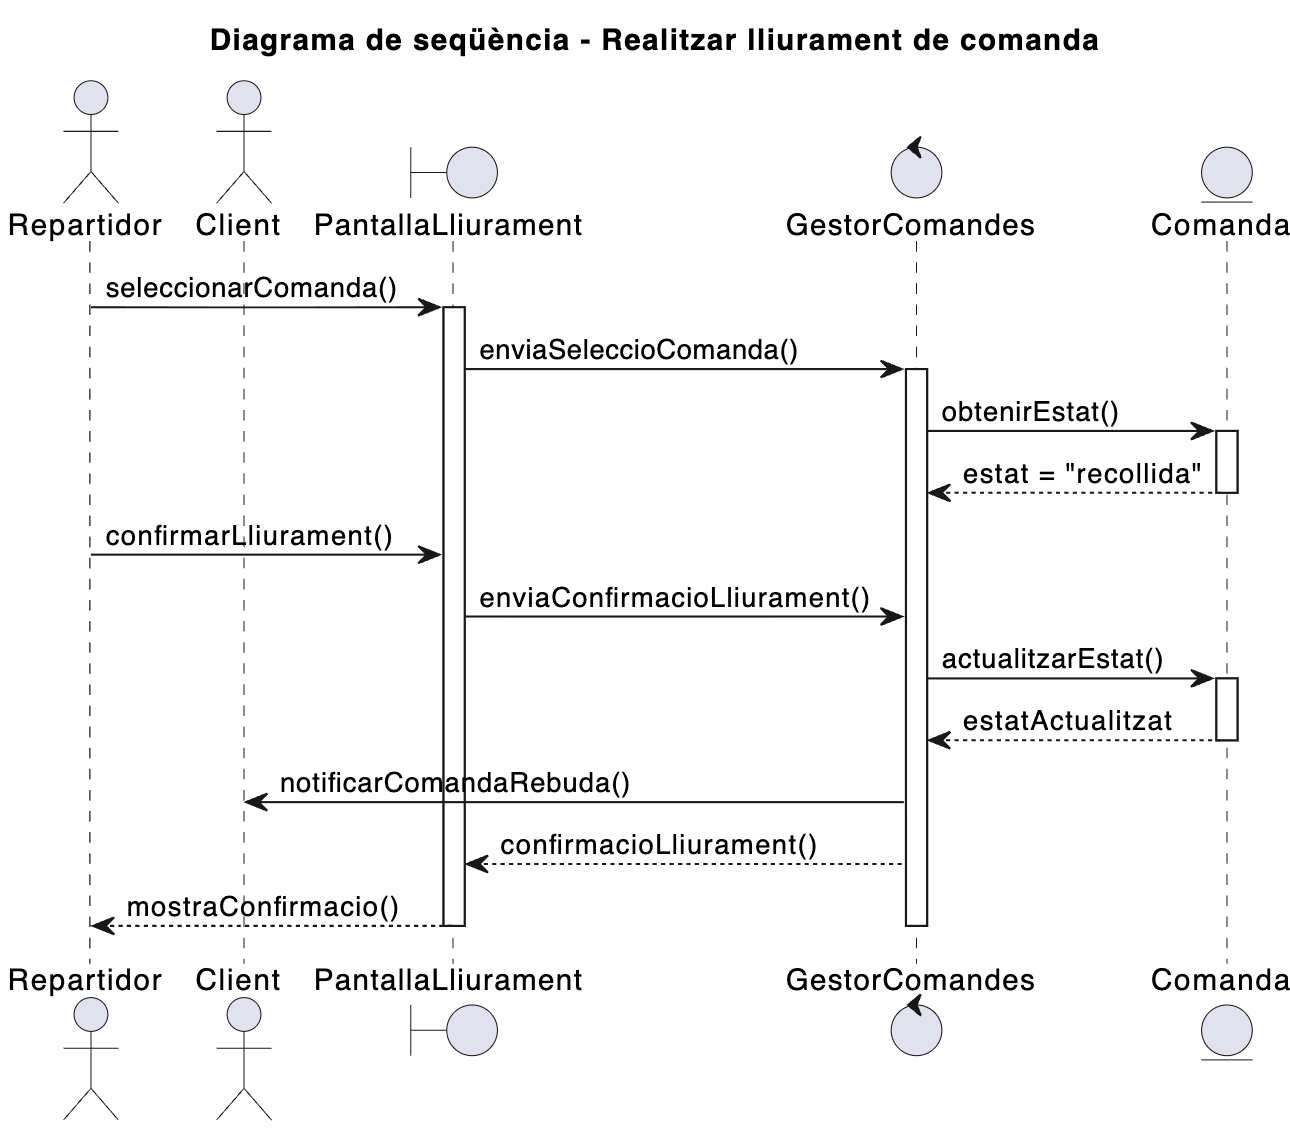 Diagrama de seqüència - Realitzar lliurament de comanda
Repartidor Client PantallaLliurament GestorComandes Comanda
seleccionarComanda()
enviaSeleccioComanda()
obtenirEstat()
estat = "recollida"
confirmarLliurament()
enviaConfirmacioLliurament()
actualitzarEstat()
estatActualitzat
notificarComandaRebuda()
confirmacioLliurament()
mostraConfirmacio()
Repartidor Client PantallaLliurament GestorComandes Comanda